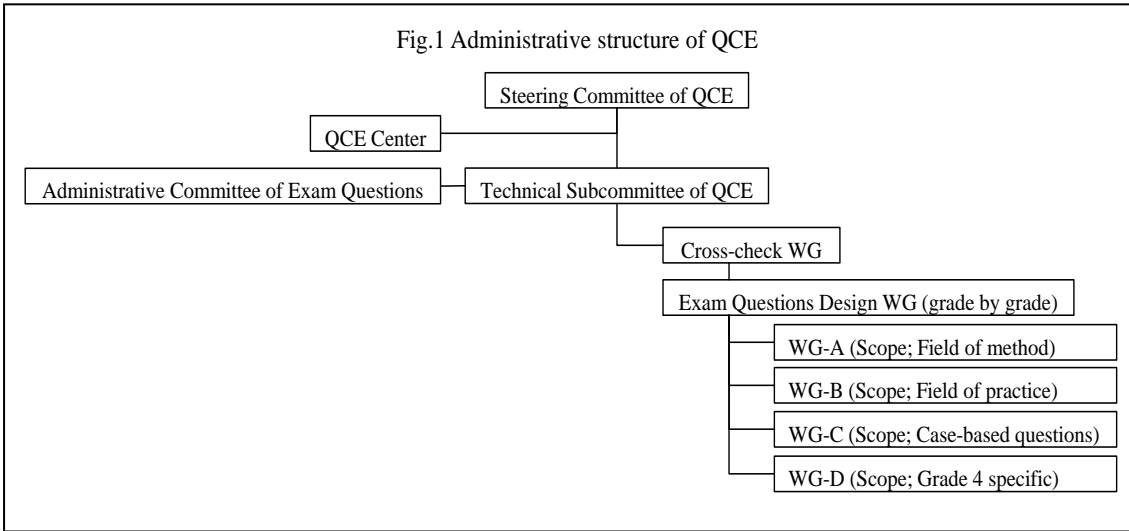 Fig.1 Administrative structure of QCE
Steering Committee of QCE
QCE Center
Administrative Committee of Exam Questions
Technical Subcommittee of QCE
Cross-check WG
Exam Questions Design WG (grade by grade)
WG-A (Scope; Field of method)
WG-B (Scope; Field of practice)
WG-C (Scope; Case-based questions)
WG-D (Scope; Grade 4 specific)